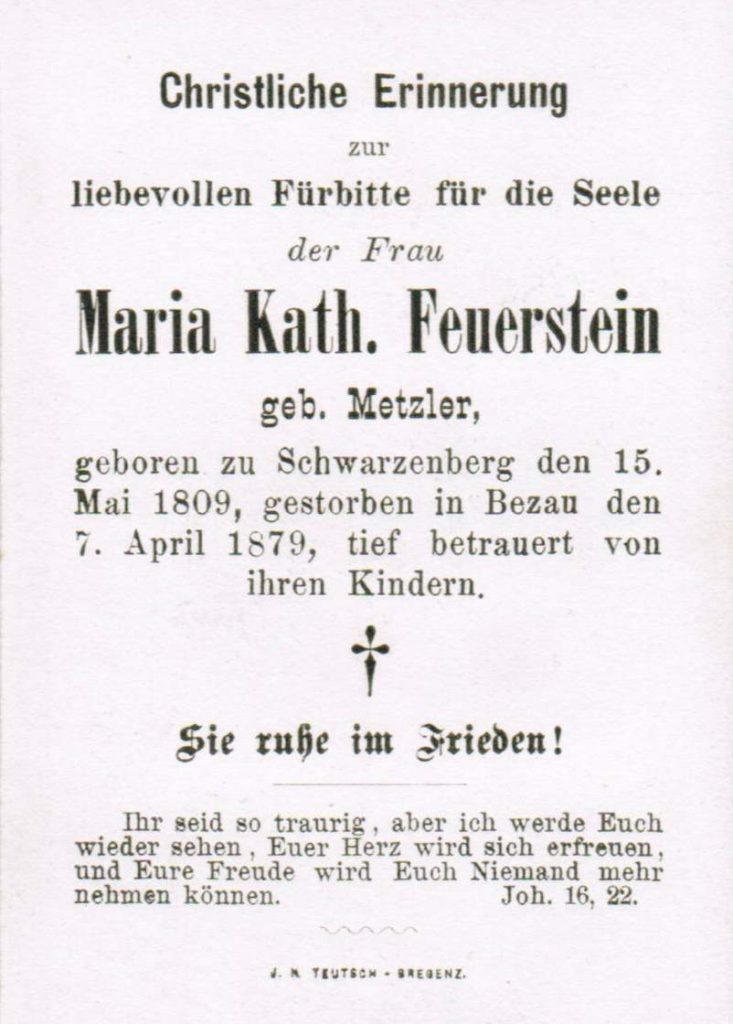 Christliche Erinnerung
zur
liebevollen Fürbitte für die Seele
der Frau
Maria Kath. Feuerstein
geb. Metzler,
geboren zu Schwarzenberg den 15.
Mai 1809, gestorben in Bezau den
7. April 1879, tief betrauert von
ihren Kindern.
Sie ruhe im Frieden!
Ihr seid so traurig, aber ich werde Euch
wieder sehen, Euer Herz wird sich erfreuen,
und Eure Freude wird Euch Niemand mehr
nehmen können. Joh. 16, 22.
J. N. TEUTSCH - BREGENZ.